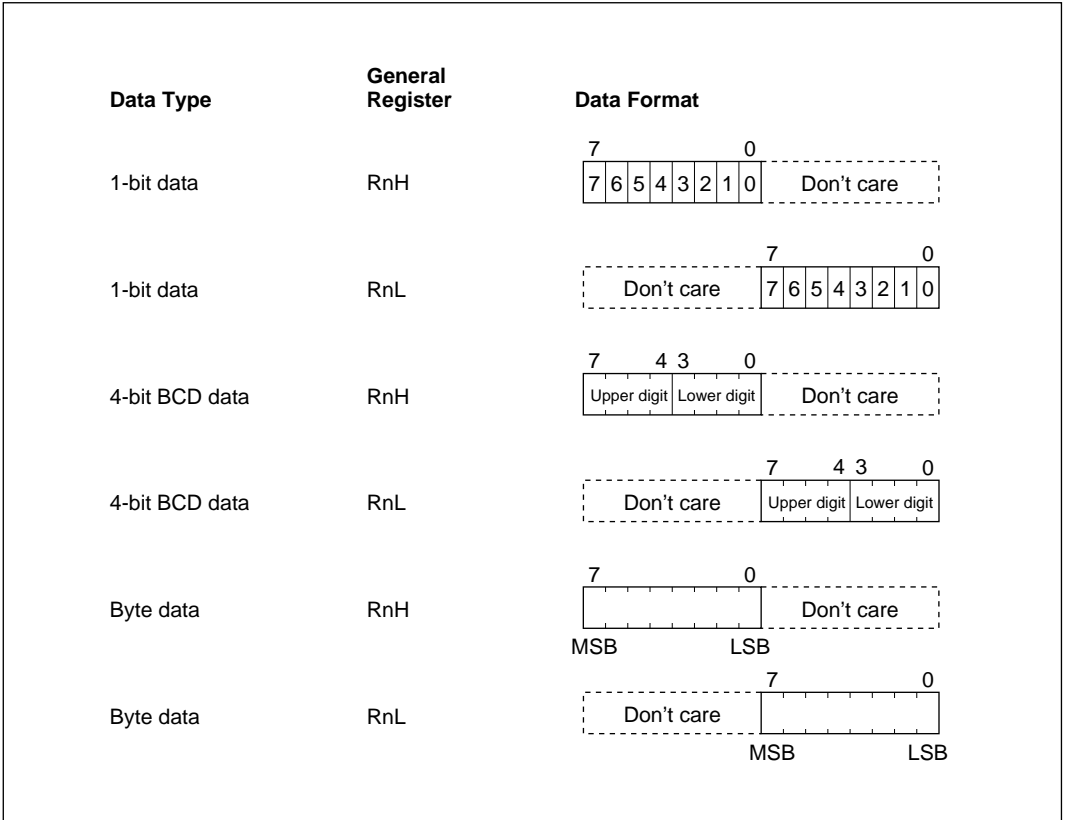 General
Data Type Register Data Format
7 0
1-bit data RnH 7 6 5 4 3 2 1 0 Don't care
7 0
1-bit data RnL Don't care 7 6 5 4 3 2 1 0
7 4 3 0
4-bit BCD data RnH Upper digit Lower digit Don't care
7 4 3 0
4-bit BCD data RnL Don't care Upper digit Lower digit
7 0
Byte data RnH Don't care
MSB LSB
7 0
Byte data RnL Don't care
MSB LSB